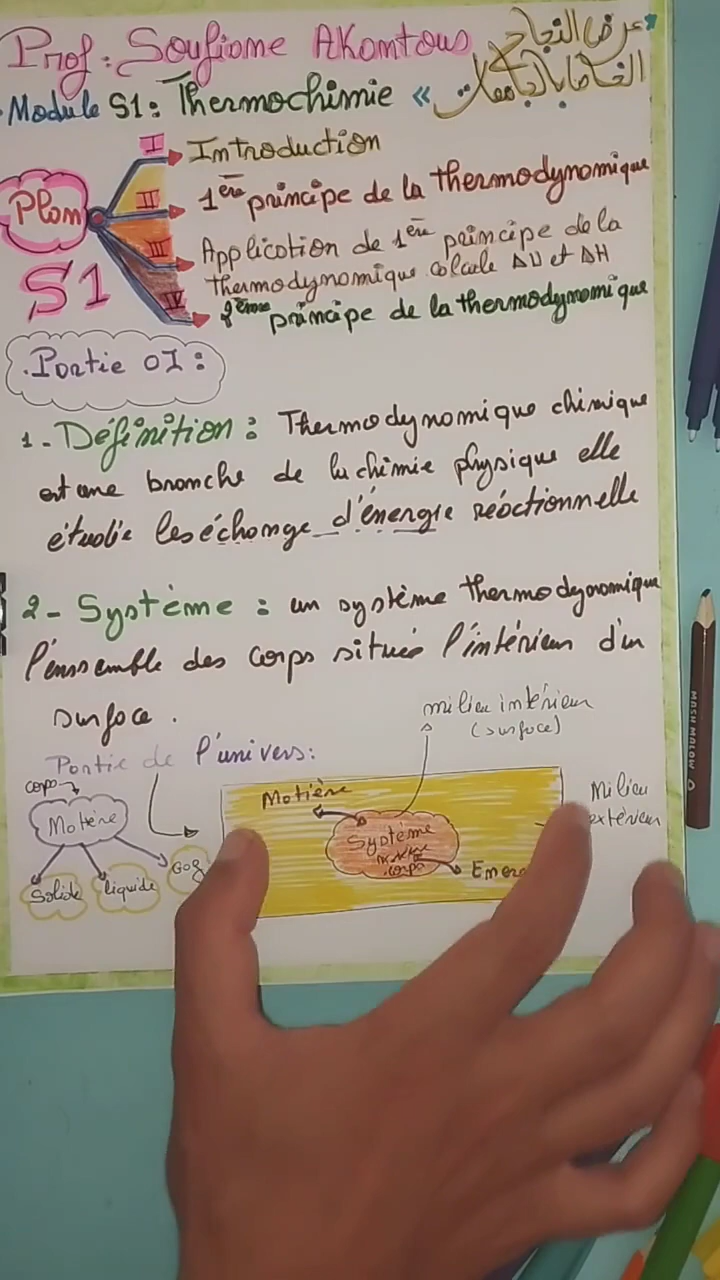 Prof: Soufiane AKantous
Module S1: Thermochimie «
Plan
S1
I Introduction
II 1ère principe de la thermodynamique
III Application de 1ère principe de la
thermodynamique calcule ΔU et ΔH
IV 2ème principe de la thermodynamique
.Partie 01:
1- Définition: Thermodynamique chimique
est une branche de la chimie physique elle
étudie les échange d'énergie réactionnelle
2- Système: un système thermodynamique
l'enssemble des corps situés l'intérieur d'un
surface.
Partie de l'univers:
milieu intérieur
(surface)
corps
Matière
Solide
liquide
Gaz
Matière
Système
corps
Energ
Milieu
extérieur